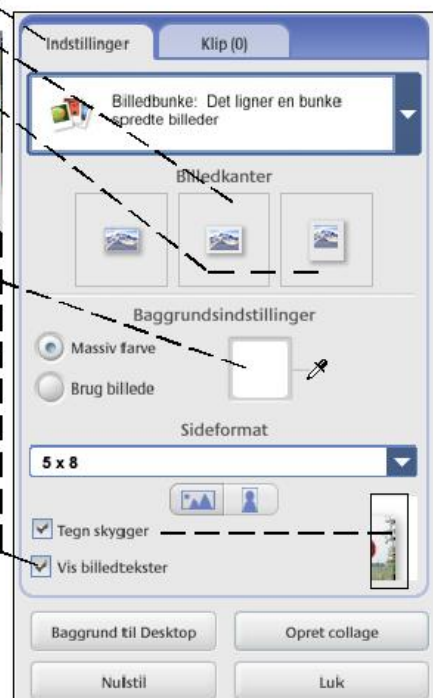 Indstillinger
Klip (0)
Billedbunke: Det ligner en bunke
spredte billeder
Billedkanter
Baggrundsindstillinger
Massiv farve
Brug billede
Sideformat
5 x 8
Tegn skygger
Vis billedtekster
Baggrund til Desktop
Opret collage
Nulstil
Luk